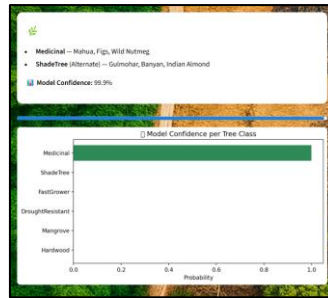 • Medicinal — Mahua, Figs, Wild Nutmeg
• ShadeTree (Alternate) — Gulmohar, Banyan, Indian Almond
Model Confidence: 99.9%
Model Confidence per Tree Class
Medicinal
ShadeTree
FastGrower
DroughtResistant
Mangrove
Hardwood
0.0 0.2 0.4 0.6 0.8 1.0
Probability